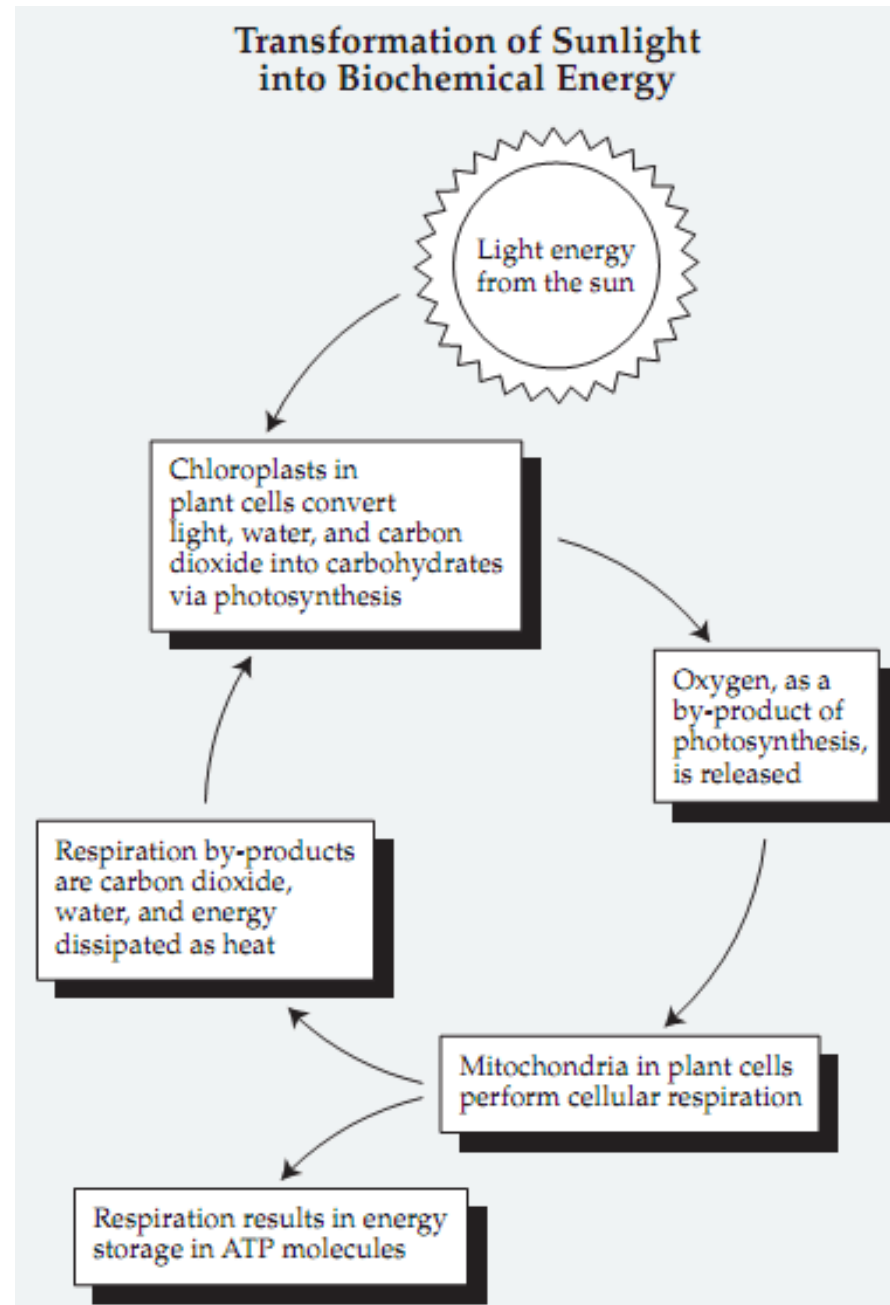 Transformation of Sunlight
into Biochemical Energy
Light energy
from the sun
Chloroplasts in
plant cells convert
light, water, and carbon
dioxide into carbohydrates
via photosynthesis
Oxygen, as a
by-product of
photosynthesis,
is released
Respiration by-products
are carbon dioxide,
water, and energy
dissipated as heat
Mitochondria in plant cells
perform cellular respiration
Respiration results in energy
storage in ATP molecules